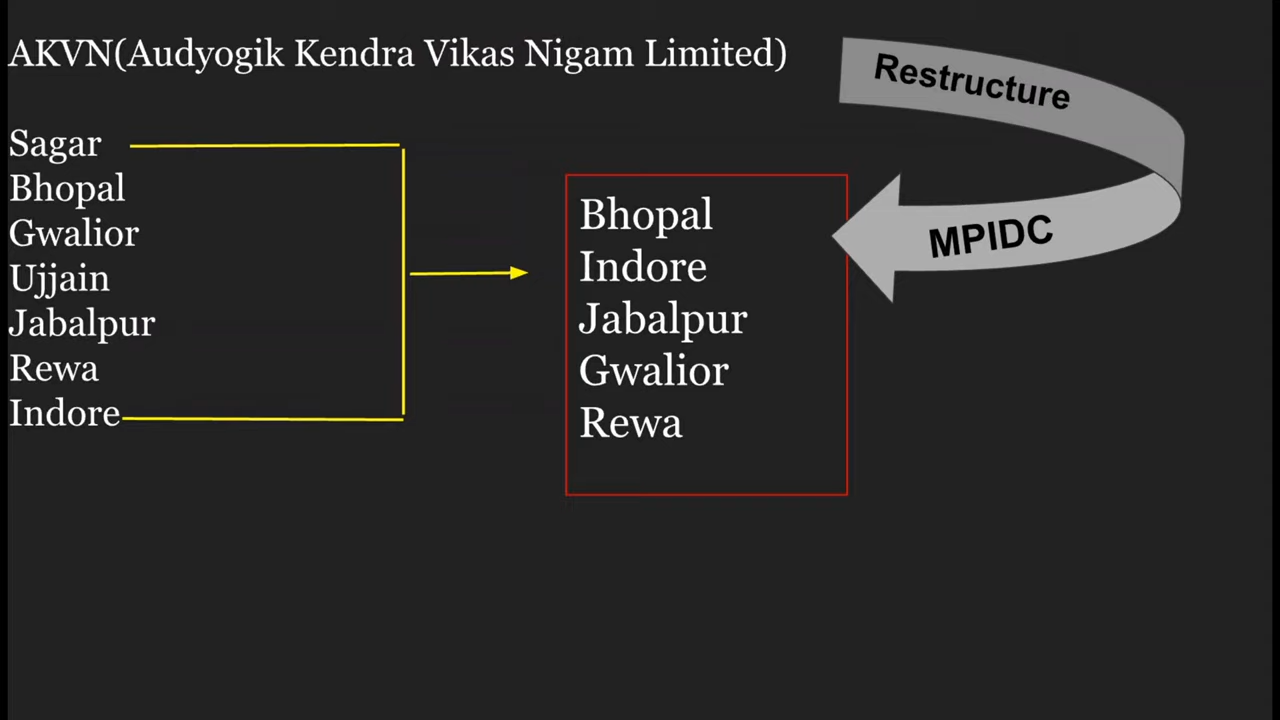 AKVN(Audyogik Kendra Vikas Nigam Limited)
Restructure
Sagar
Bhopal
Gwalior
Ujjain
Jabalpur
Rewa
Indore
Bhopal
Indore
Jabalpur
Gwalior
Rewa
MPIDC